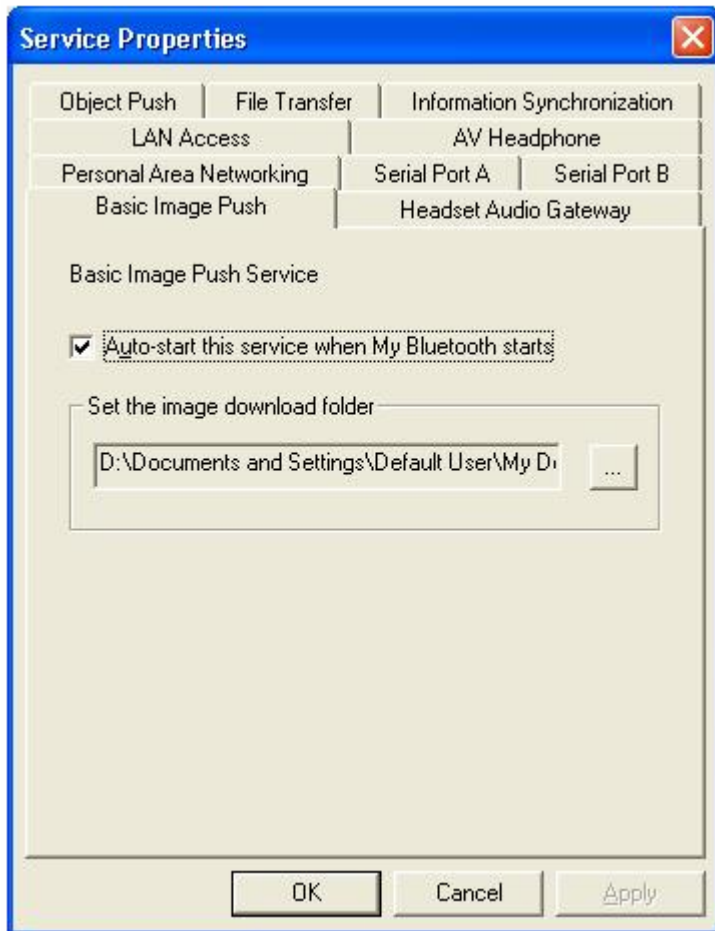 Service Properties
Object Push File Transfer Information Synchronization
LAN Access AV Headphone
Personal Area Networking Serial Port A Serial Port B
Basic Image Push Headset Audio Gateway
Basic Image Push Service
Auto-start this service when My Bluetooth starts
Set the image download folder
D:\Documents and Settings\Default User\My
...
OK Cancel Apply